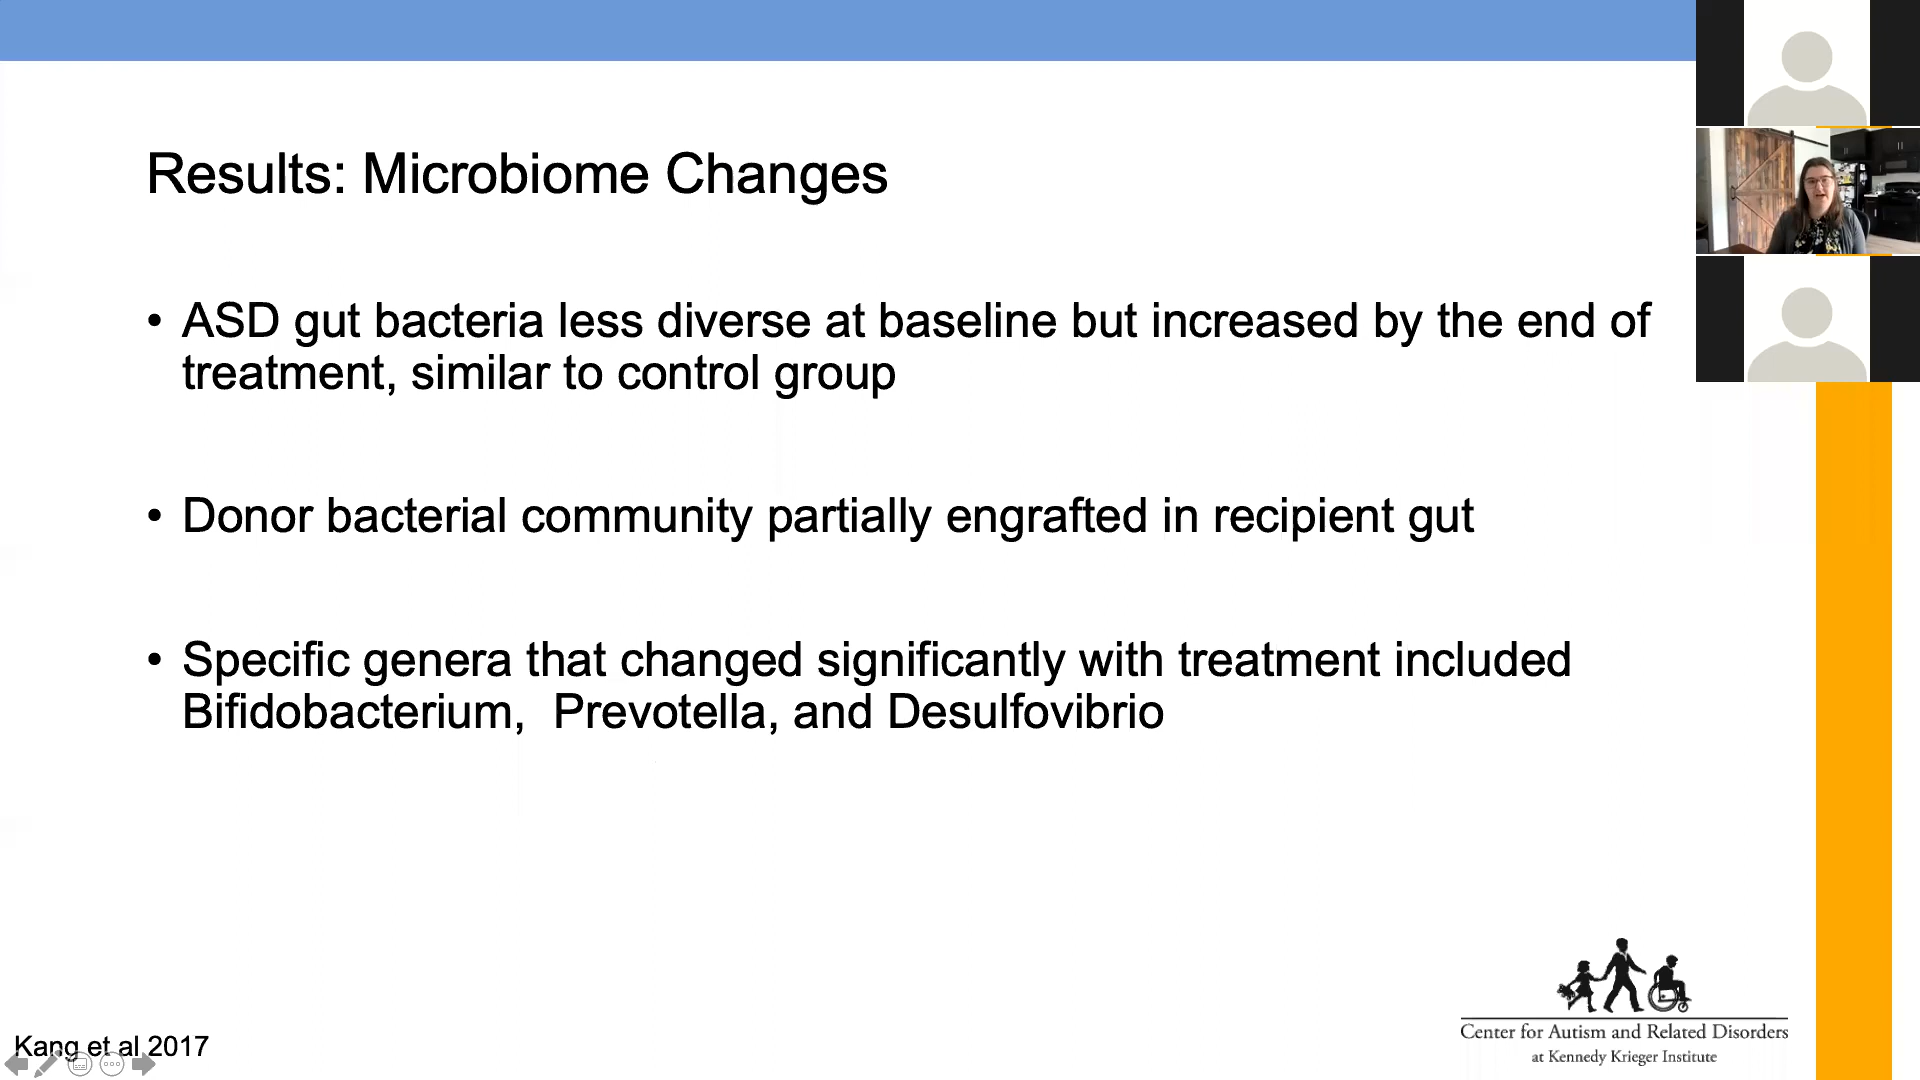 Results: Microbiome Changes
• ASD gut bacteria less diverse at baseline but increased by the end of
treatment, similar to control group
• Donor bacterial community partially engrafted in recipient gut
• Specific genera that changed significantly with treatment included
Bifidobacterium,  Prevotella, and Desulfovibrio
Kang et al 2017
Center for Autism and Related Disorders
at Kennedy Krieger Institute